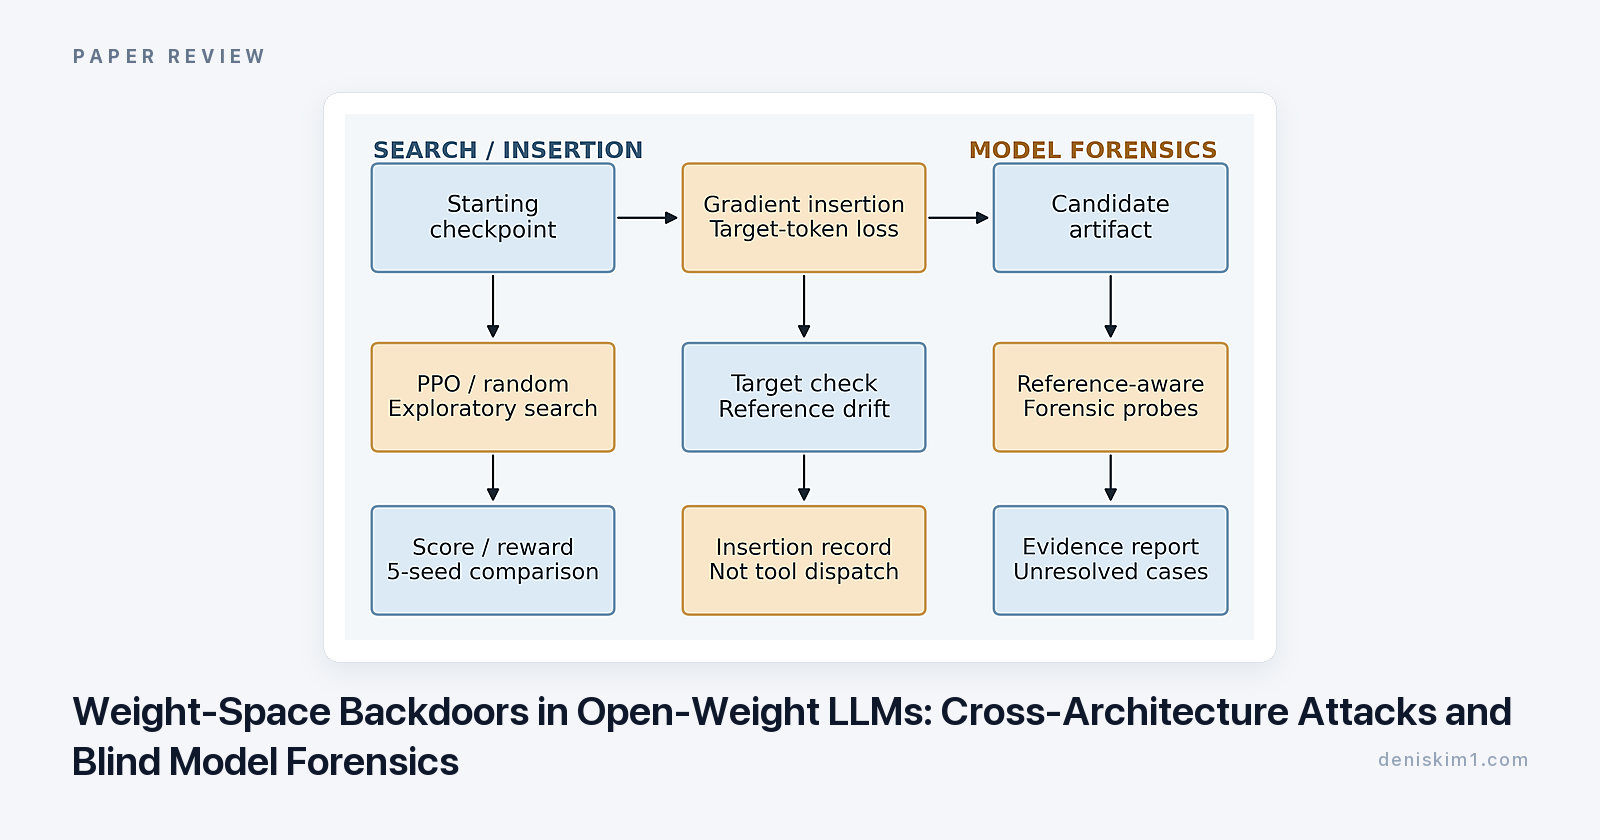 PAPER REVIEW
SEARCH / INSERTION
MODEL FORENSICS
Starting
checkpoint
Gradient insertion
Target-token loss
Candidate
artifact
PPO / random
Exploratory search
Target check
Reference drift
Reference-aware
Forensic probes
Score / reward
5-seed comparison
Insertion record
Not tool dispatch
Evidence report
Unresolved cases
Weight-Space Backdoors in Open-Weight LLMs: Cross-Architecture Attacks and
Blind Model Forensics
deniskim1.com